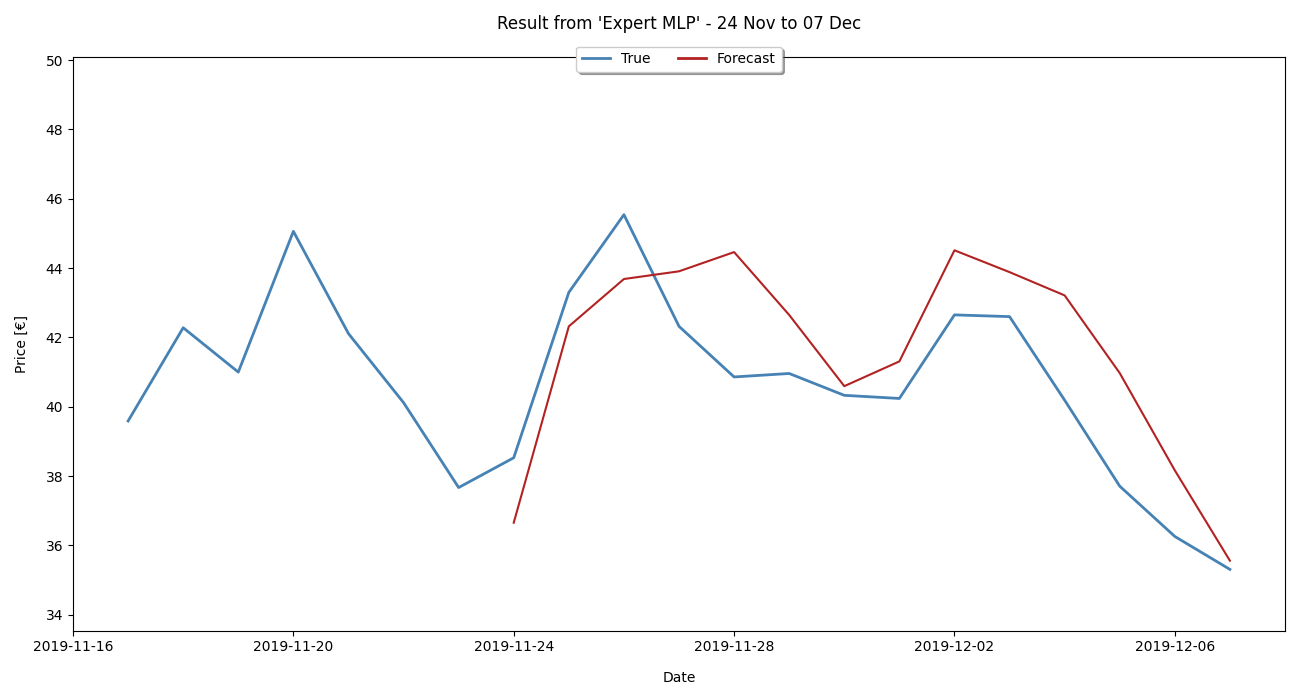 Result from 'Expert MLP' - 24 Nov to 07 Dec
True Forecast
50
48
46
44
42
40
38
36
34
Price [€]
2019-11-16 2019-11-20 2019-11-24 2019-11-28 2019-12-02 2019-12-06
Date